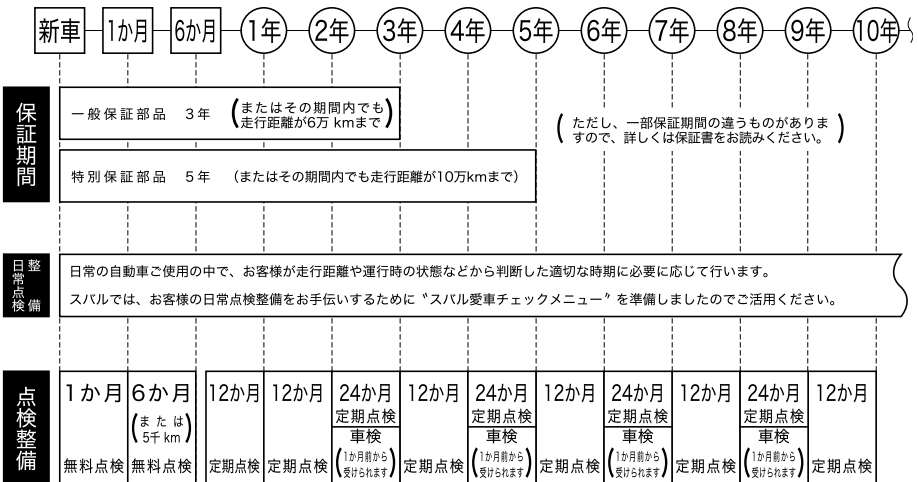 新車 1か月 6か月 1年 2年 3年 4年 5年 6年 7年 8年 9年 10年
保証期間
一般保証部品 3年 (またはその期間内でも
走行距離が6万 kmまで)
(ただし、一部保証期間の違うものがありま
すので、詳しくは保証書をお読みください。)
特別保証部品 5年 (またはその期間内でも走行距離が10万kmまで)
日常点検
整備
日常の自動車ご使用の中で、お客様が走行距離や運行時の状態などから判断した適切な時期に必要に応じて行います。
スバルでは、お客様の日常点検整備をお手伝いするために〝スバル愛車チェックメニュー〟を準備しましたのでご活用ください。
点検整備
1か月
無料点検
6か月
(または
5千 km)
無料点検
12か月
定期点検
12か月
定期点検
24か月
定期点検
車検
(1か月前から
受けられます)
12か月
定期点検
24か月
定期点検
車検
(1か月前から
受けられます)
12か月
定期点検
24か月
定期点検
車検
(1か月前から
受けられます)
12か月
定期点検
24か月
定期点検
車検
(1か月前から
受けられます)
12か月
定期点検